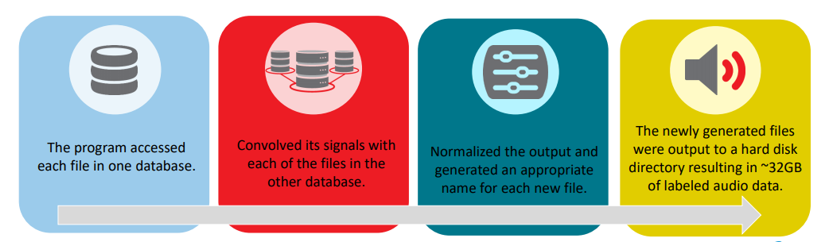 The program accessed
each file in one database.
Convolved its signals with
each of the files in the
other database.
Normalized the output and
generated an appropriate
name for each new file.
The newly generated files
were output to a hard disk
directory resulting in ~32GB
of labeled audio data.